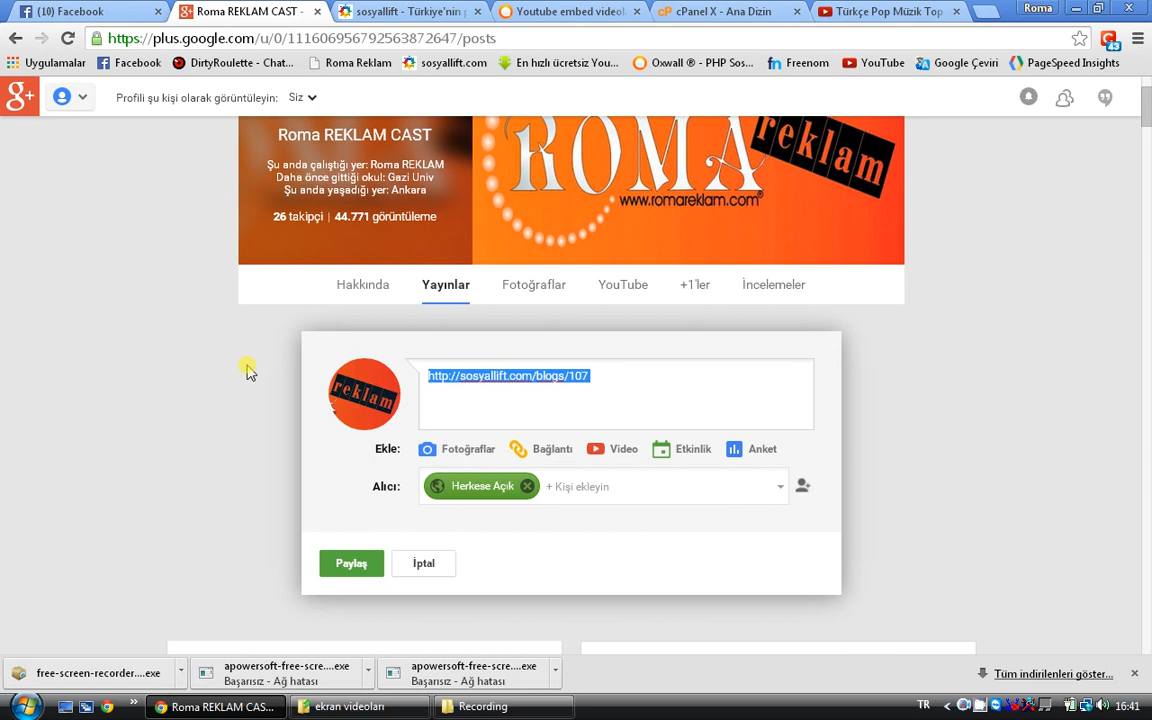 (10) Facebook
Roma REKLAM CAST -
sosyallift - Türkiye'nin p
Youtube embed videola
cPanel X - Ana Dizin
Türkçe Pop Müzik Top
Roma
https://plus.google.com/u/0/111606956792563872647/posts
43
Uygulamalar
Facebook
DirtyRoulette - Chat...
Roma Reklam
sosyallift.com
En hızlı ücretsiz You...
Oxwall ® - PHP Sos...
Freenom
YouTube
Google Çeviri
PageSpeed Insights
g+
Profili şu kişi olarak görüntüleyin: Siz
Roma REKLAM CAST
Şu anda çalıştığı yer: Roma REKLAM
Daha önce gittiği okul: Gazi Univ
Şu anda yaşadığı yer: Ankara
26 takipçi | 44.771 görüntüleme
ROMA
reklam
www.romareklam.com®
Hakkında
Yayınlar
Fotoğraflar
YouTube
+1'ler
İncelemeler
reklam
http://sosyallift.com/blogs/107
Ekle:
Fotoğraflar
Bağlantı
Video
Etkinlik
Anket
Alıcı:
Herkese Açık
+ Kişi ekleyin
Paylaş
İptal
free-screen-recorder.exe
apowersoft-free-scre....exe
Başarısız - Ağ hatası
apowersoft-free-scre....exe
Başarısız - Ağ hatası
Tüm indirilenleri göster...
Roma REKLAM CAS...
ekran videoları
Recording
TR
16:41